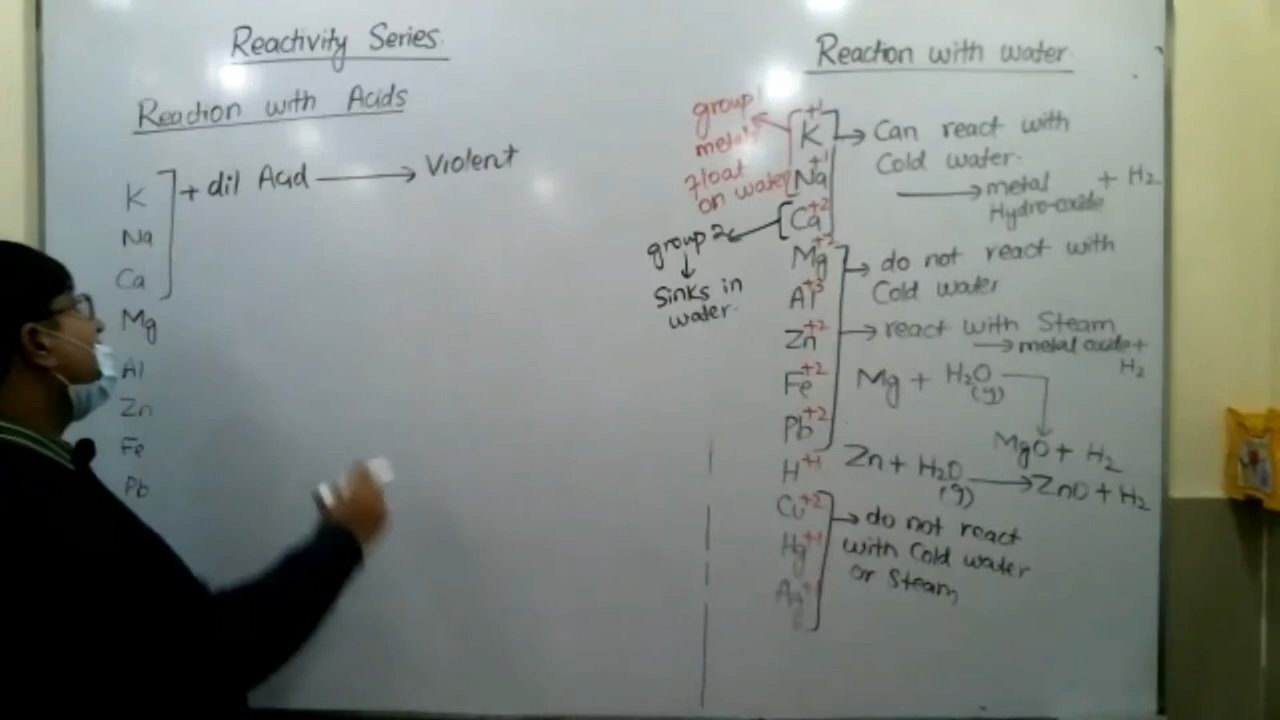 Reactivity Series.
Reaction with Acids
K + dil Acid → Violent
Na
Ca
Mg
Al
Zn
Fe
Pb
Reaction with water.
group 1
metals
float
on water
group 2
↓
Sinks in
water.
K+1 → Can react with
Cold water.
→ metal + H2
Hydro-oxide
Na+1
Ca+2
Mg+2 → do not react with
Cold water
Al+3
Zn+2 → react with Steam
→ metal oxide +
H2
Fe+2 Mg + H2O
(g)
MgO + H2
Pb+2
H+1 Zn + H2O → ZnO + H2
(g)
Cu+2 → do not react
with Cold water
or Steam
Hg+1
Ag+1